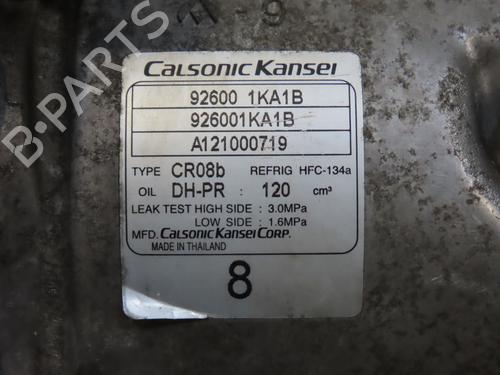 CALSONIC KANSEI
92600 1KA1B
926001KA1B
A121000719
TYPE CR08b REFRIG HFC-134a
OIL DH-PR : 120 cm³
LEAK TEST HIGH SIDE : 3.0MPa
LOW SIDE : 1.6MPa
MFD. CALSONIC KANSEI CORP.
MADE IN THAILAND
8